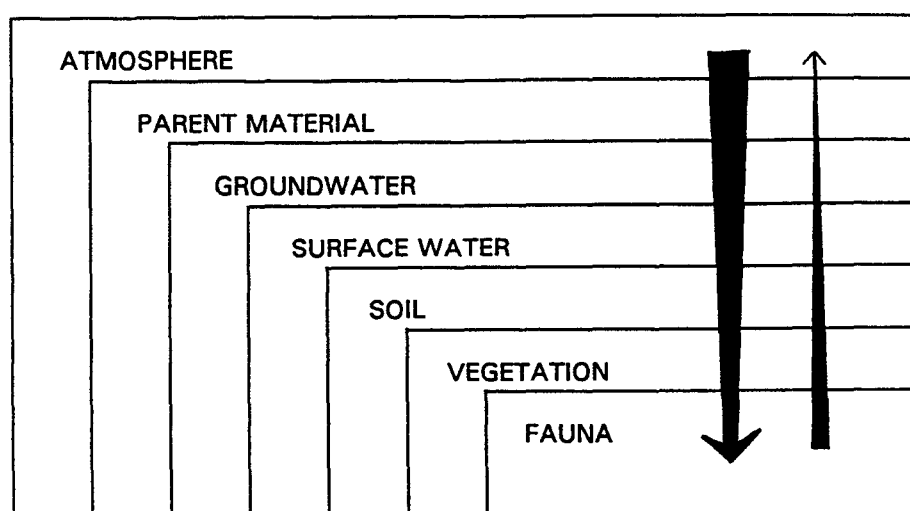 ATMOSPHERE
PARENT MATERIAL
GROUNDWATER
SURFACE WATER
SOIL
VEGETATION
FAUNA